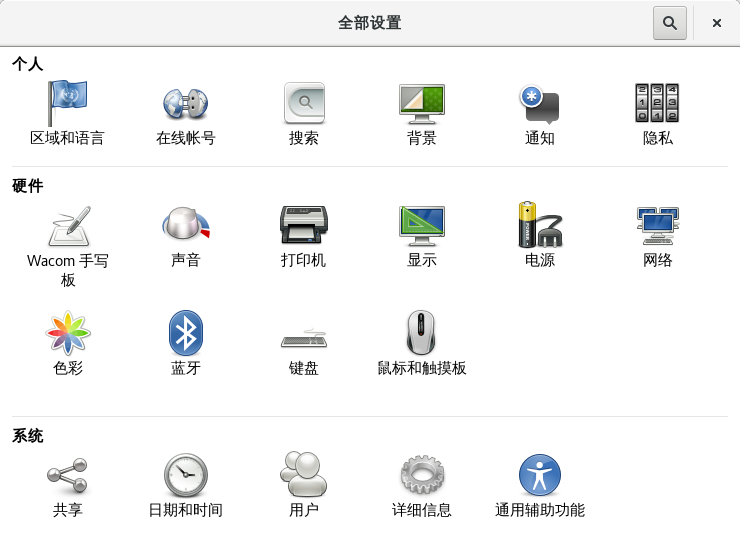 全部设置
个人
区域和语言
在线帐号
搜索
背景
通知
隐私
硬件
Wacom 手写
板
声音
打印机
显示
电源
网络
色彩
蓝牙
键盘
鼠标和触摸板
系统
共享
日期和时间
用户
详细信息
通用辅助功能